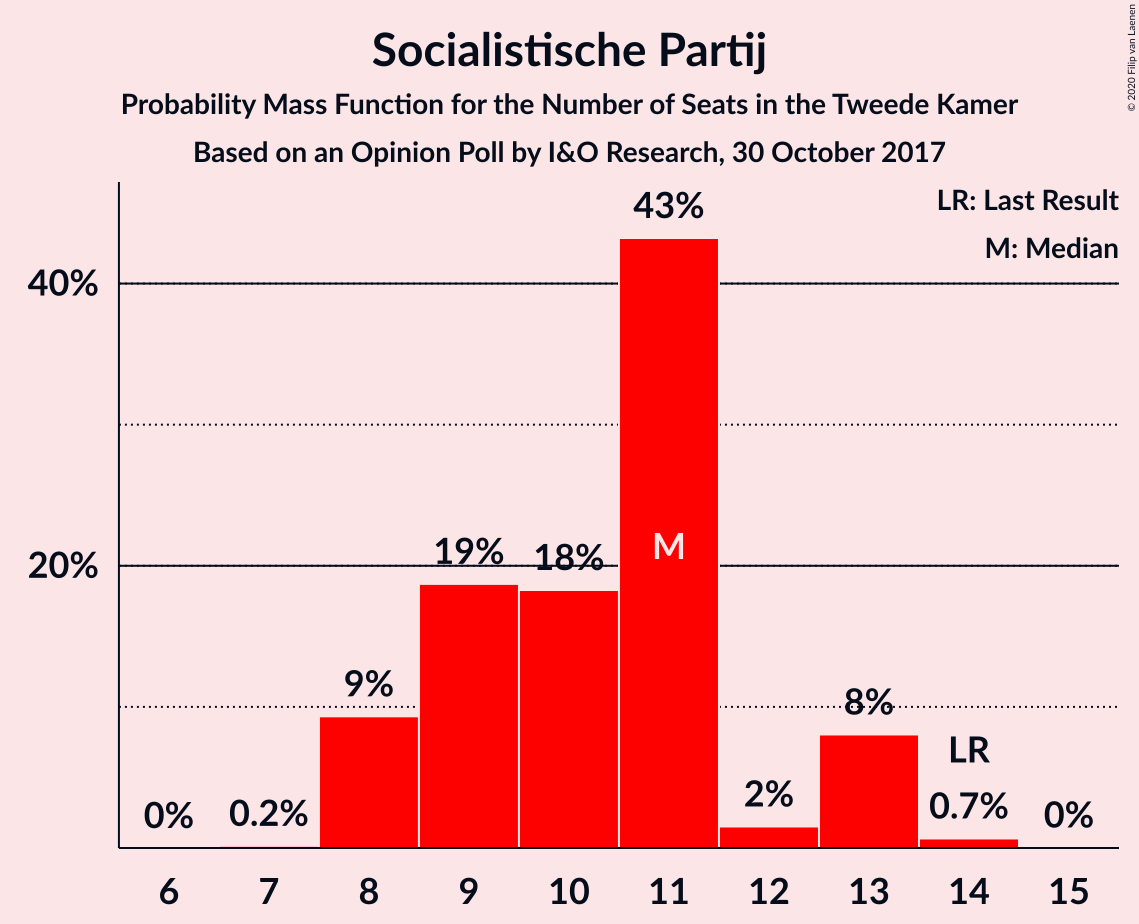 Socialistische Partij
Probability Mass Function for the Number of Seats in the Tweede Kamer
Based on an Opinion Poll by I&O Research, 30 October 2017
© 2020 Filip van Laenen
LR: Last Result
M: Median
43%
40%
M
20%
19%
18%
9%
8%
LR
0%
0.2%
2%
0.7%
0%
6 7 8 9 10 11 12 13 14 15